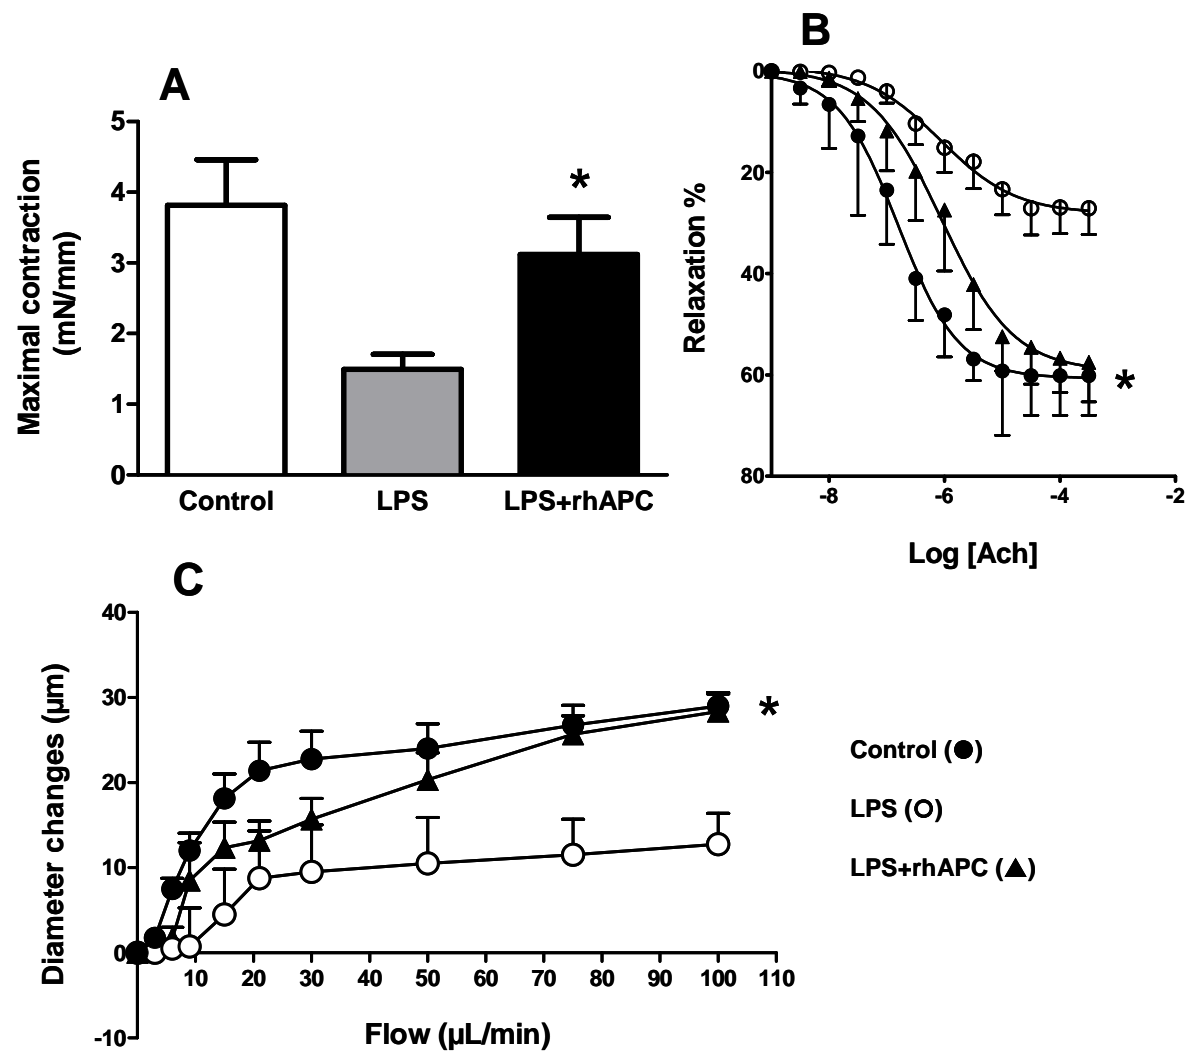 A
Maximal contraction
(mN/mm)
5
4
3
2
1
0
*
Control LPS LPS+rhAPC
B
Relaxation %
0
20
40
60
80
*
-8 -6 -4 -2
Log [Ach]
C
Diameter changes (µm)
40
30
20
10
0
-10
*
10 20 30 40 50 60 70 80 90 100 110
Flow (µL/min)
Control (●)
LPS (○)
LPS+rhAPC (▲)